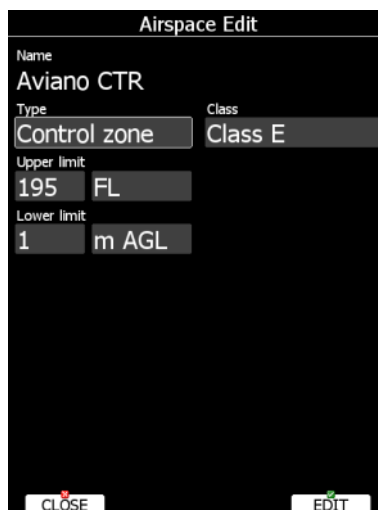 Airspace Edit
Name
Aviano CTR
Type Class
Control zone Class E
Upper limit
195 FL
Lower limit
1 m AGL
CLOSE EDIT